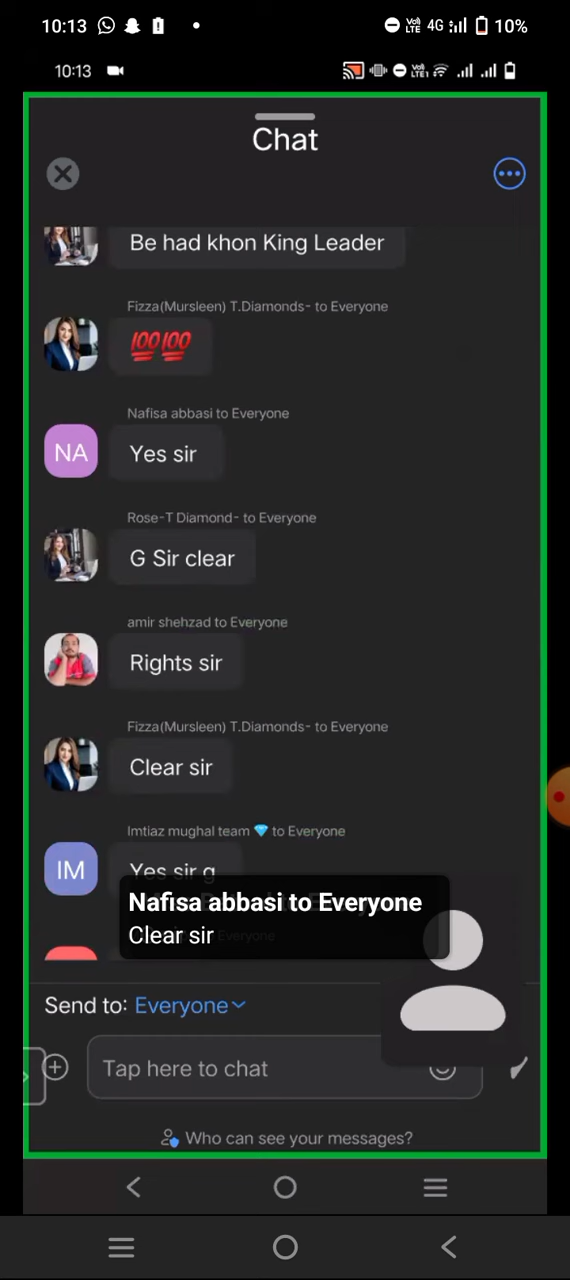 10:13
4G 10%
10:13
Chat
Be had khon King Leader
Fizza(Mursleen) T.Diamonds- to Everyone
💯💯
Nafisa abbasi to Everyone
NA
Yes sir
Rose-T Diamond- to Everyone
G Sir clear
amir shehzad to Everyone
Rights sir
Fizza(Mursleen) T.Diamonds- to Everyone
Clear sir
Imtiaz mughal team 💎 to Everyone
IM
Yes sir g
Nafisa abbasi to Everyone
Clear sir
Send to: Everyone
Tap here to chat
Who can see your messages?